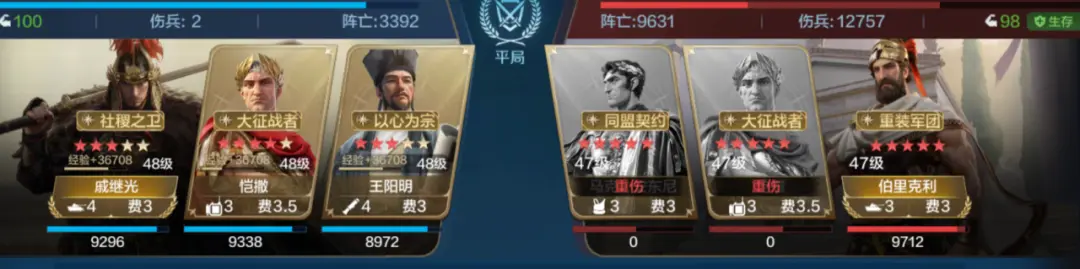 100 伤兵: 2 阵亡:3392
平局
阵亡:9631 伤兵: 12757 98 生存
社稷之卫
经验+36708 48级
戚继光
4 费3
9296
大征战者
经验+36708 48级
恺撒
3 费3.5
9338
以心为宗
经验+36708 48级
王阳明
4 费3
8972
同盟契约
47级
重伤
3 费3
0
大征战者
47级
重伤
3 费3.5
0
重装军团
47级
伯里克利
3 费3
9712